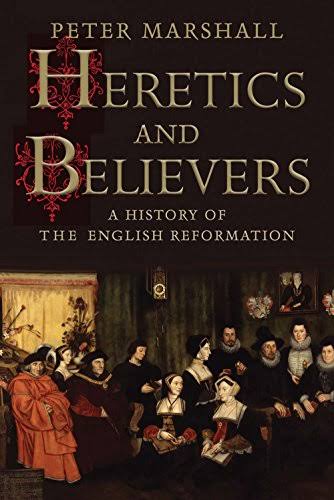 PETER MARSHALL
HERETICS
AND
BELIEVERS
A HISTORY OF
THE ENGLISH REFORMATION